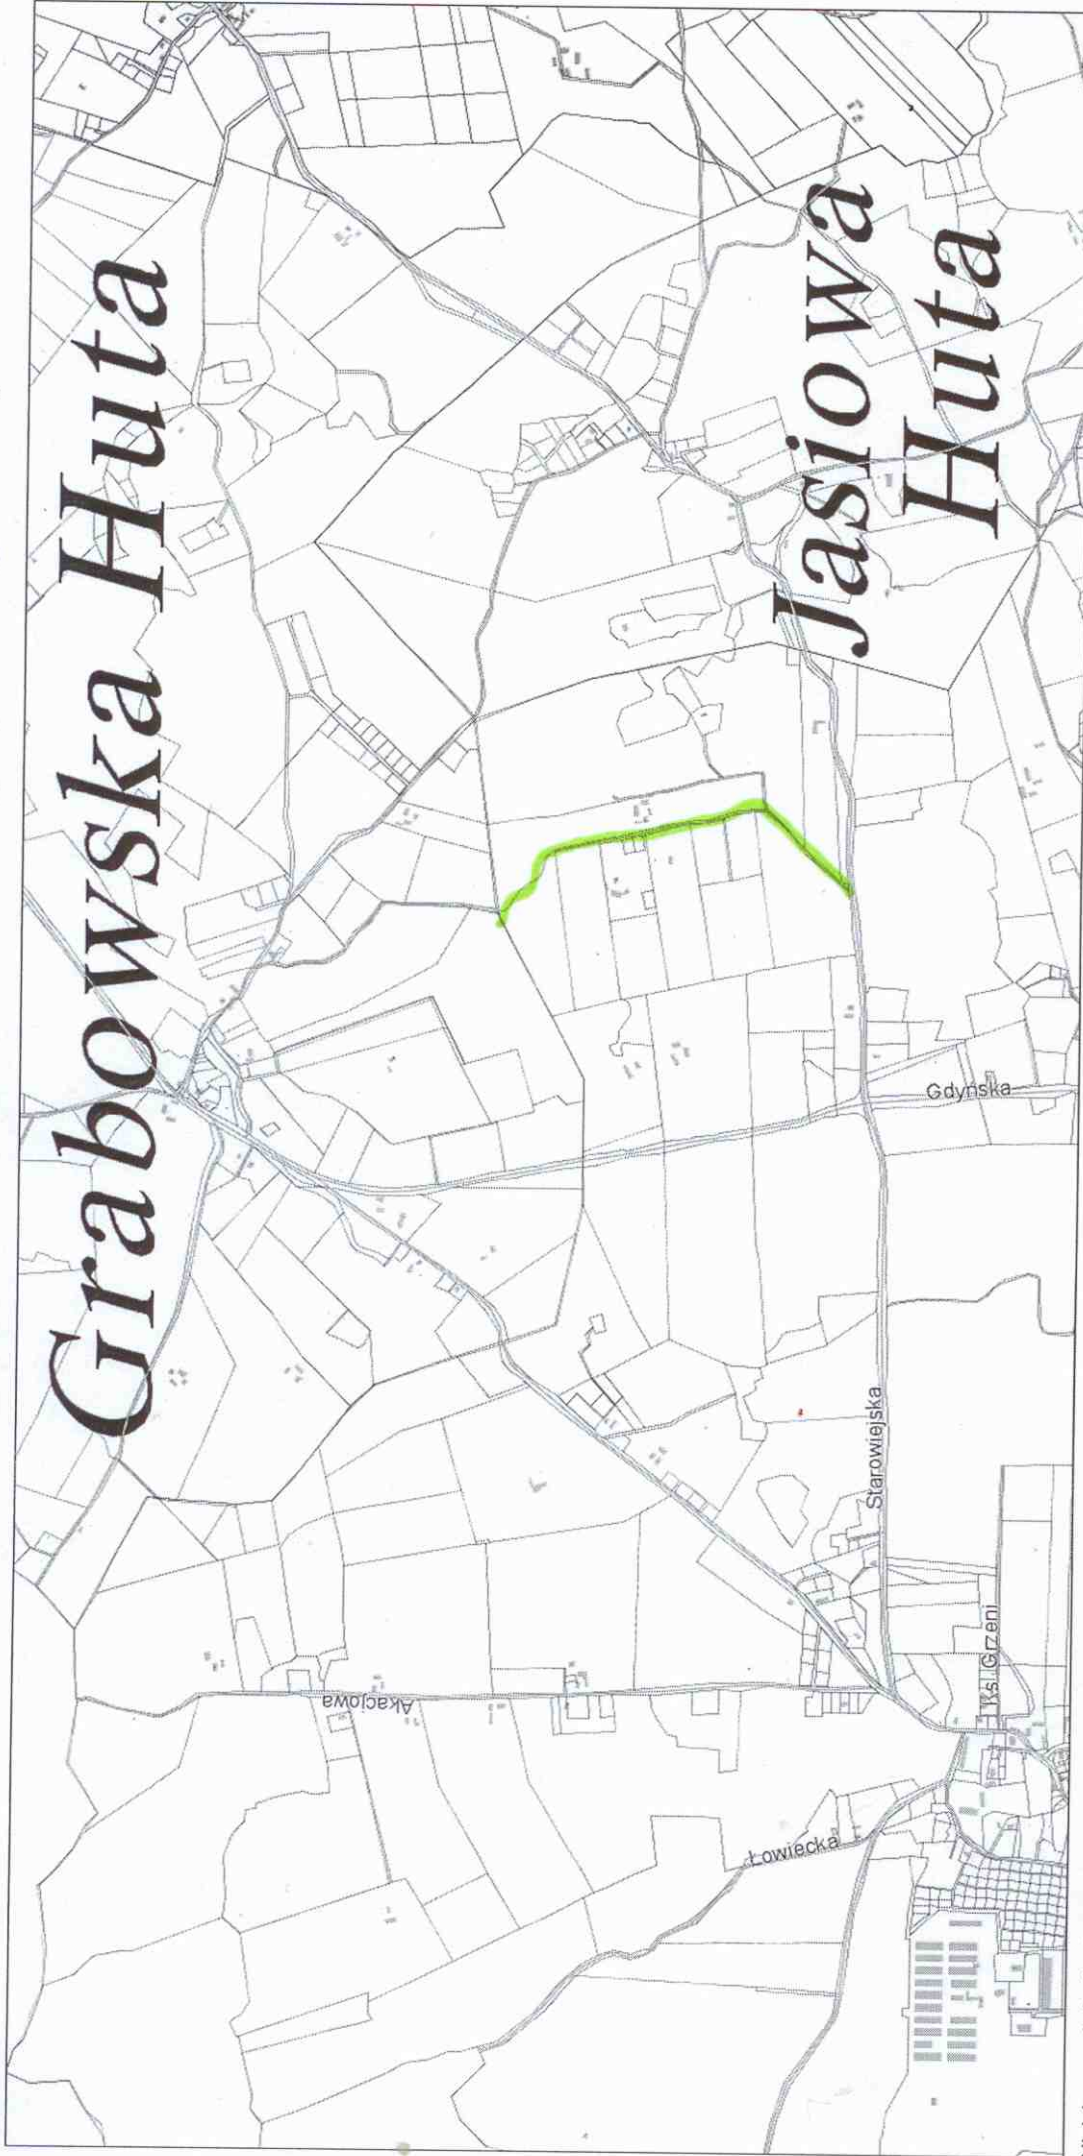 Grabowska Huta
Jasiowa
Huta
Gdyńska
Starowiejska
Ks. Grzeni
Akacjowa
Łowiecka